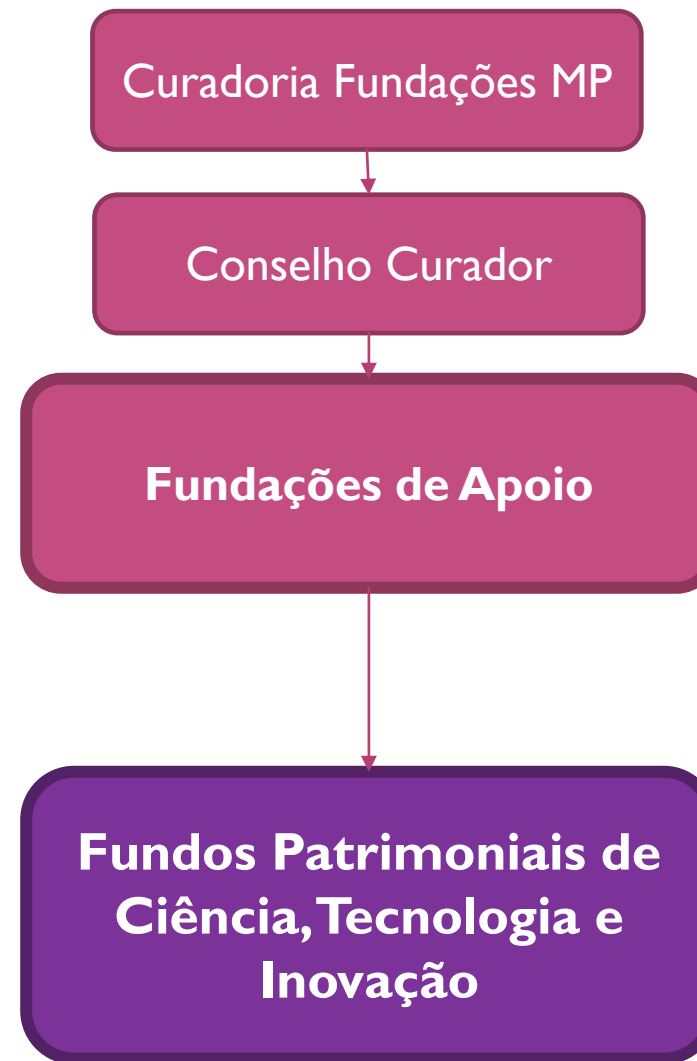 Curadoria Fundações MP
Conselho Curador
Fundações de Apoio
Fundos Patrimoniais de
Ciência, Tecnologia e
Inovação